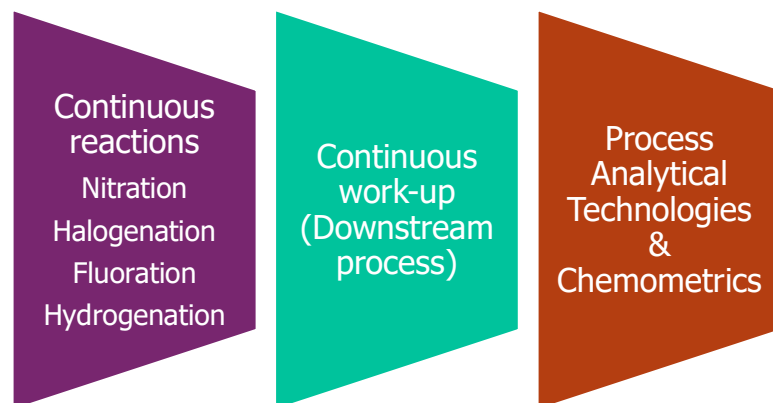 Continuous
reactions
Nitration
Halogenation
Fluoration
Hydrogenation
Continuous
work-up
(Downstream
process)
Process
Analytical
Technologies
&
Chemometrics